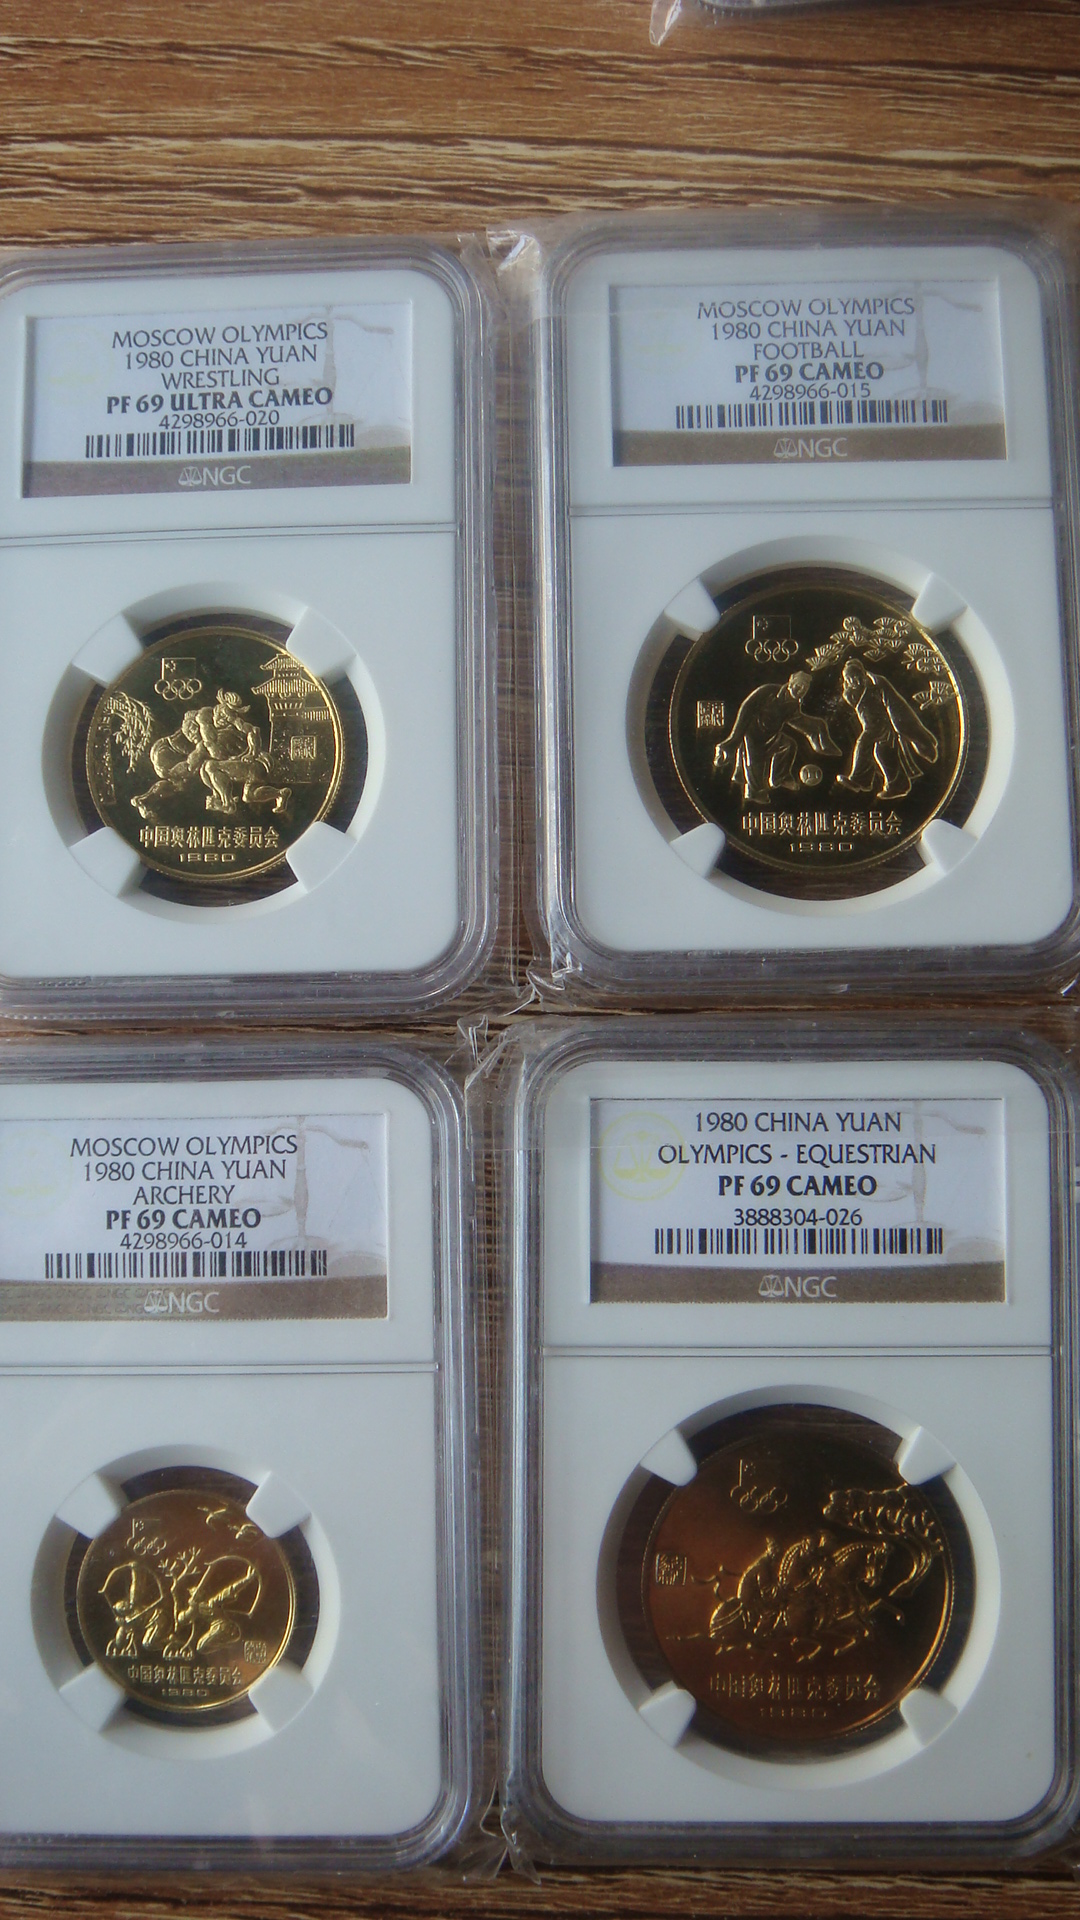 MOSCOW OLYMPICS
1980 CHINA YUAN
WRESTLING
PF 69 ULTRA CAMEO
4298966-020
NGC
中国奥林匹克委员会
1980
MOSCOW OLYMPICS
1980 CHINA YUAN
FOOTBALL
PF 69 CAMEO
4298966-015
NGC
中国奥林匹克委员会
1980
MOSCOW OLYMPICS
1980 CHINA YUAN
ARCHERY
PF 69 CAMEO
4298966-014
NGC
中国奥林匹克委员会
1980
1980 CHINA YUAN
OLYMPICS - EQUESTRIAN
PF 69 CAMEO
3888304-026
NGC
中国奥林匹克委员会
1980